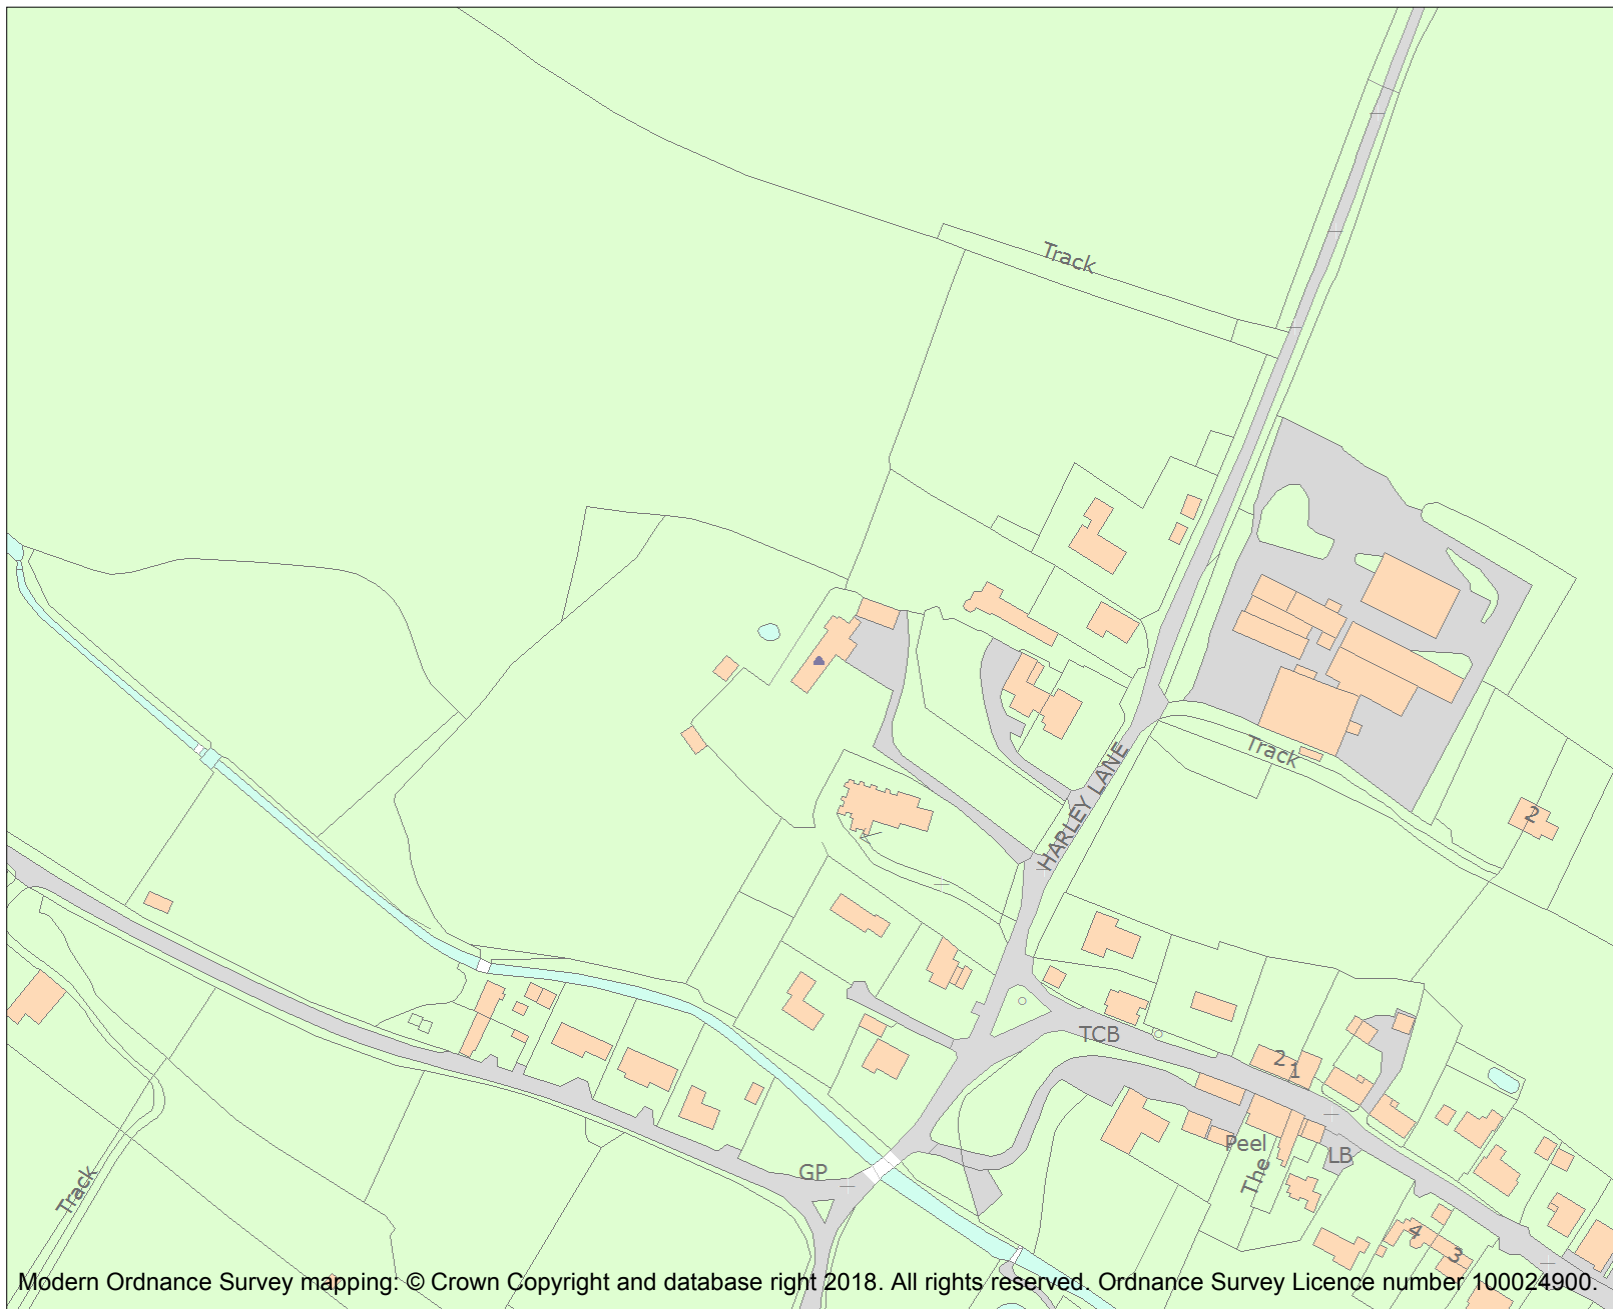 Track
HARLEY LANE
Track
2
TCB
2
1
Peel
The
LB
GP
Track
4
3
Modern Ordnance Survey mapping: © Crown Copyright and database right 2018. All rights reserved. Ordnance Survey Licence number 100024900.